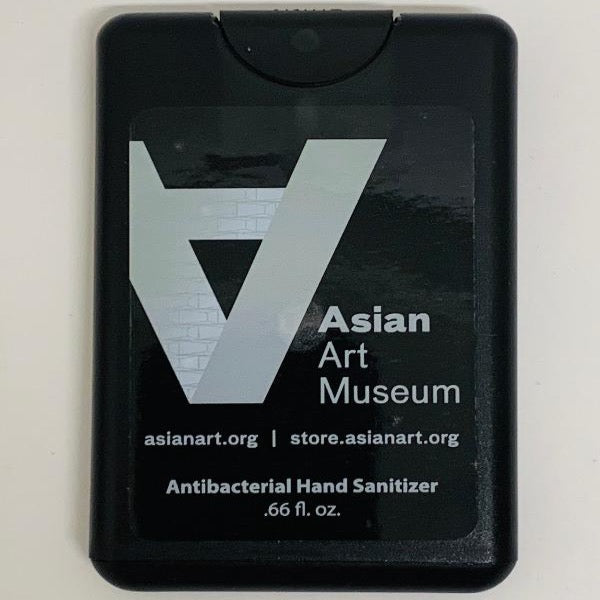 Asian
Art
Museum
asianart.org | store.asianart.org
Antibacterial Hand Sanitizer
.66 fl. oz.